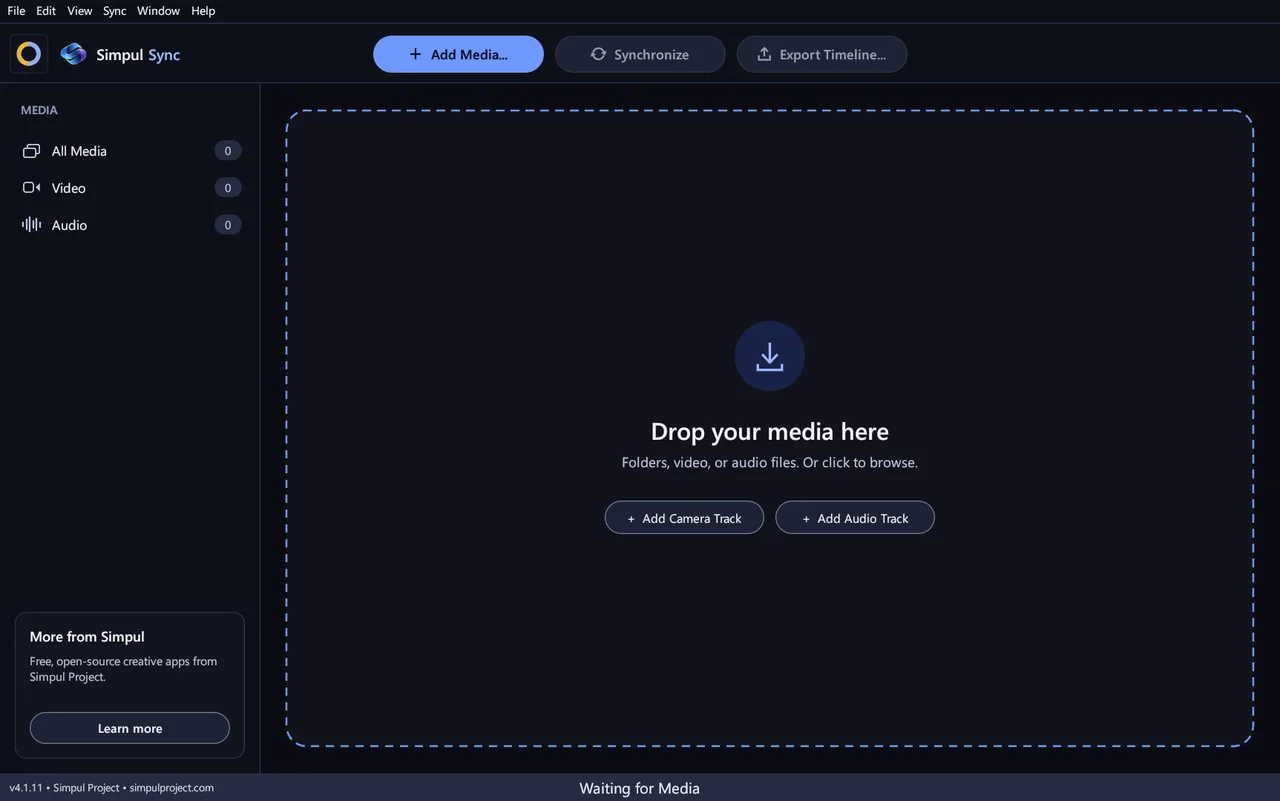 File Edit View Sync Window Help
Simpul Sync
+ Add Media...
Synchronize
Export Timeline...
MEDIA
All Media 0
Video 0
Audio 0
Drop your media here
Folders, video, or audio files. Or click to browse.
+ Add Camera Track
+ Add Audio Track
More from Simpul
Free, open-source creative apps from
Simpul Project.
Learn more
v4.1.11 • Simpul Project • simpulproject.com
Waiting for Media